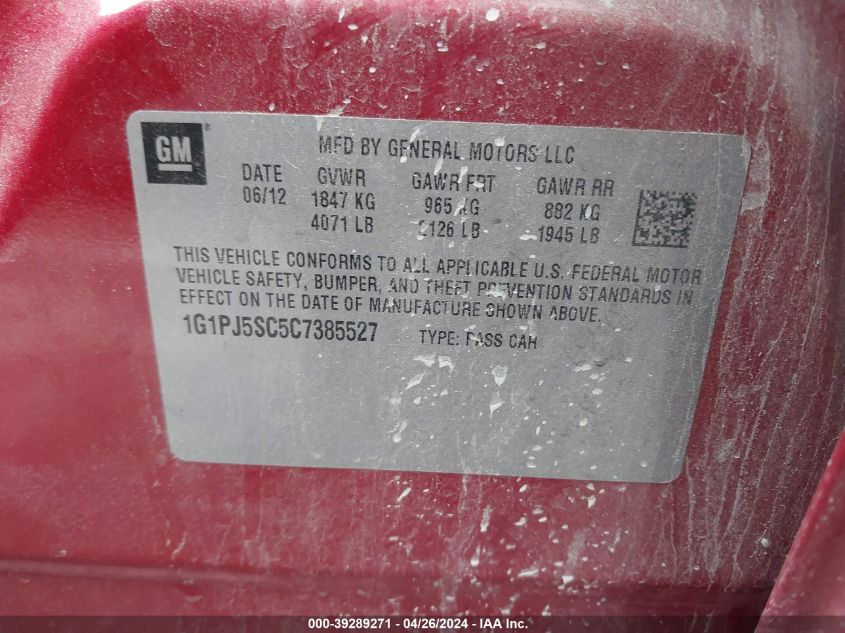 GM
MFD BY GENERAL MOTORS LLC
DATE GVWR GAWR FRT GAWR RR
06/12 1847 KG 965 KG 882 KG
4071 LB 2126 LB 1945 LB
THIS VEHICLE CONFORMS TO ALL APPLICABLE U.S. FEDERAL MOTOR
VEHICLE SAFETY, BUMPER, AND THEFT PREVENTION STANDARDS IN
EFFECT ON THE DATE OF MANUFACTURE SHOWN ABOVE.
1G1PJ5SC5C7385527 TYPE: PASS CAR
000-39289271 - 04/26/2024 - IAA Inc.